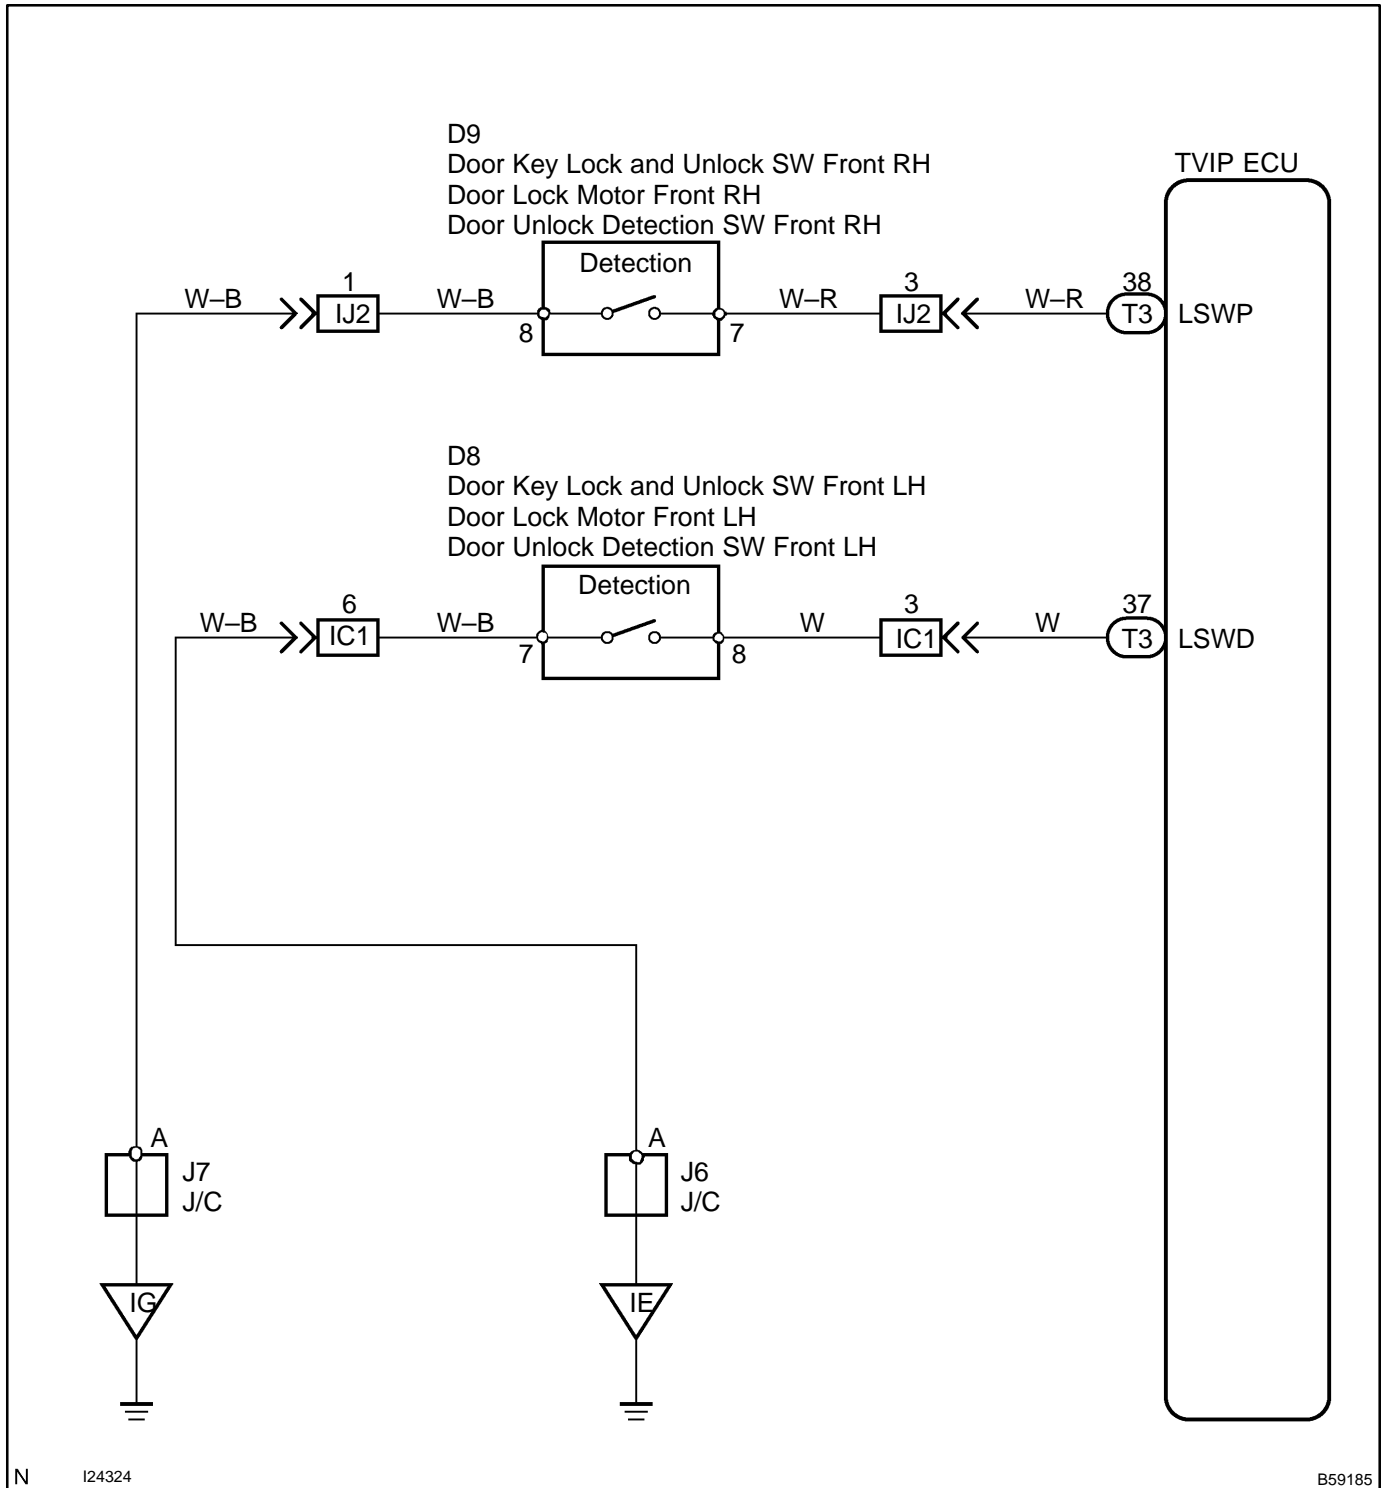 D9
Door Key Lock and Unlock SW Front RH
Door Lock Motor Front RH
Door Unlock Detection SW Front RH
TVIP ECU
Detection
W–B 1 IJ2 W–B 8 7 W–R 3 IJ2 W–R 38 T3 LSWP
D8
Door Key Lock and Unlock SW Front LH
Door Lock Motor Front LH
Door Unlock Detection SW Front LH
Detection
W–B 6 IC1 W–B 7 8 W 3 IC1 W 37 T3 LSWD
A
J7
J/C
IG
A
J6
J/C
IE
N I24324 B59185